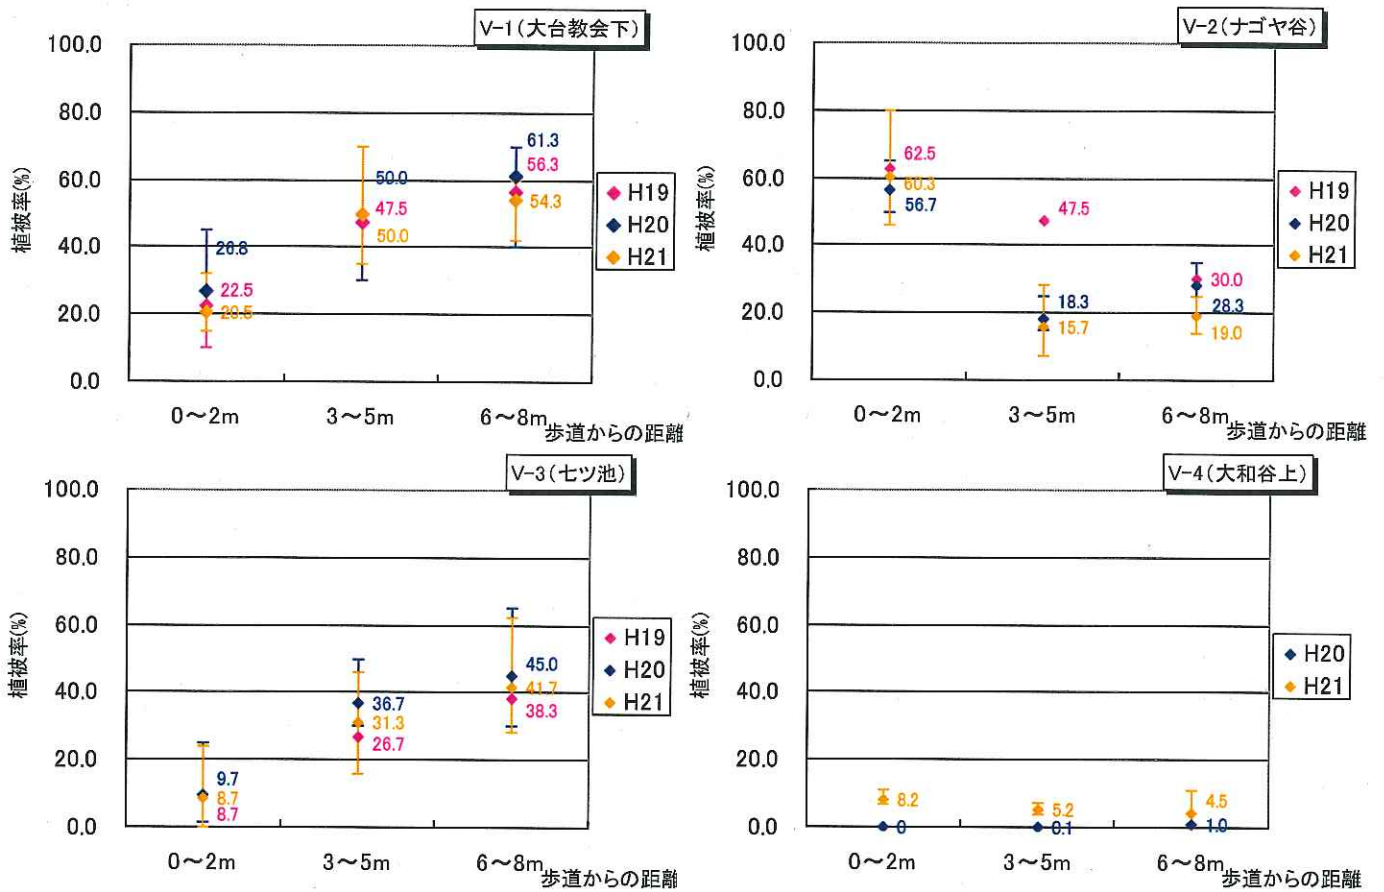 V-1(大台教会下)
100.0
80.0
60.0
40.0
20.0
0.0
植被率(%)
26.8
22.5
20.5
50.0
47.5
50.0
61.3
56.3
54.3
0～2m
3～5m
6～8m
歩道からの距離
H19
H20
H21
V-2(ナゴヤ谷)
100.0
80.0
60.0
40.0
20.0
0.0
植被率(%)
62.5
60.3
56.7
47.5
18.3
15.7
30.0
28.3
19.0
0～2m
3～5m
6～8m
歩道からの距離
H19
H20
H21
V-3(七ツ池)
100.0
80.0
60.0
40.0
20.0
0.0
植被率(%)
9.7
8.7
8.7
36.7
31.3
26.7
45.0
41.7
38.3
0～2m
3～5m
6～8m
歩道からの距離
H19
H20
H21
V-4(大和谷上)
100.0
80.0
60.0
40.0
20.0
0.0
植被率(%)
8.2
0
5.2
0.1
4.5
1.0
0～2m
3～5m
6～8m
歩道からの距離
H20
H21